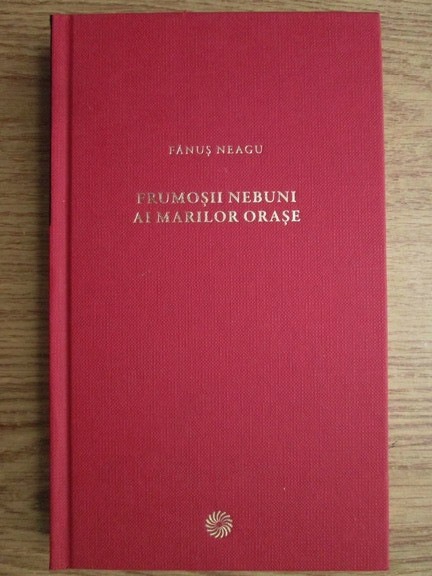 FĂNUȘ NEAGU
FRUMOȘII NEBUNI
AI MARILOR ORAȘE